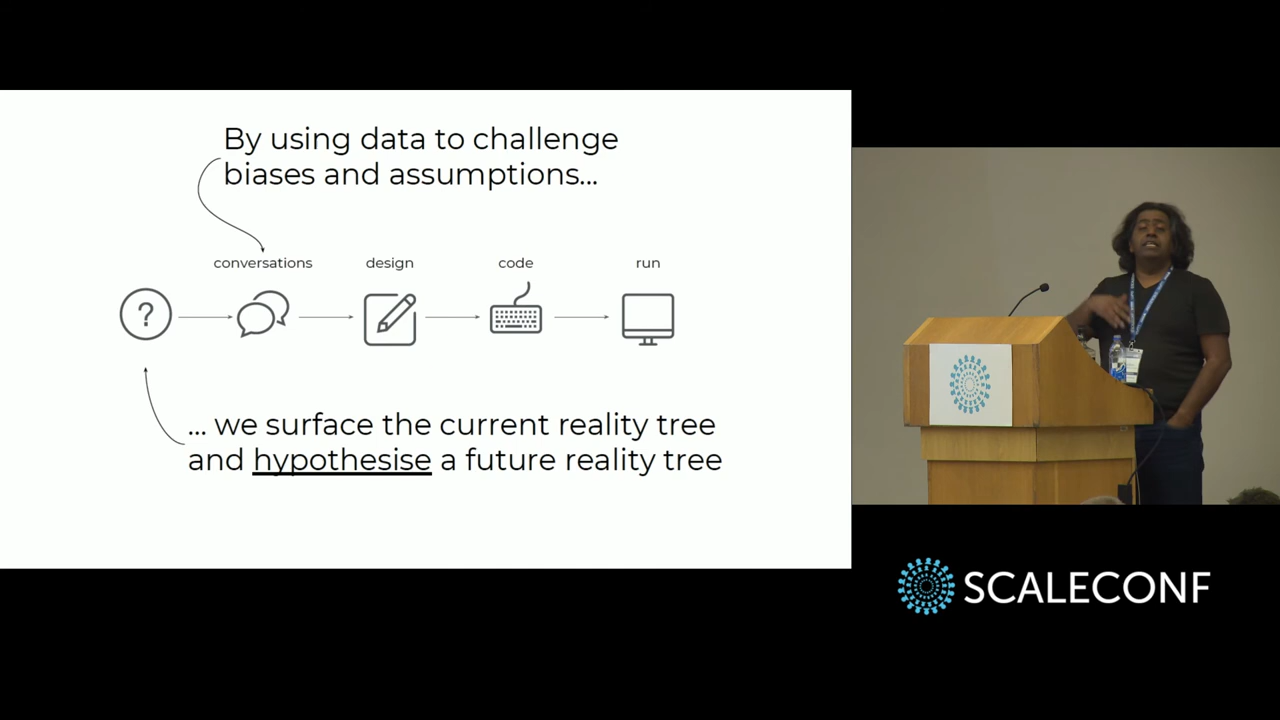 By using data to challenge
biases and assumptions...
conversations
design
code
run
?
... we surface the current reality tree
and hypothesise a future reality tree
SCALECONF